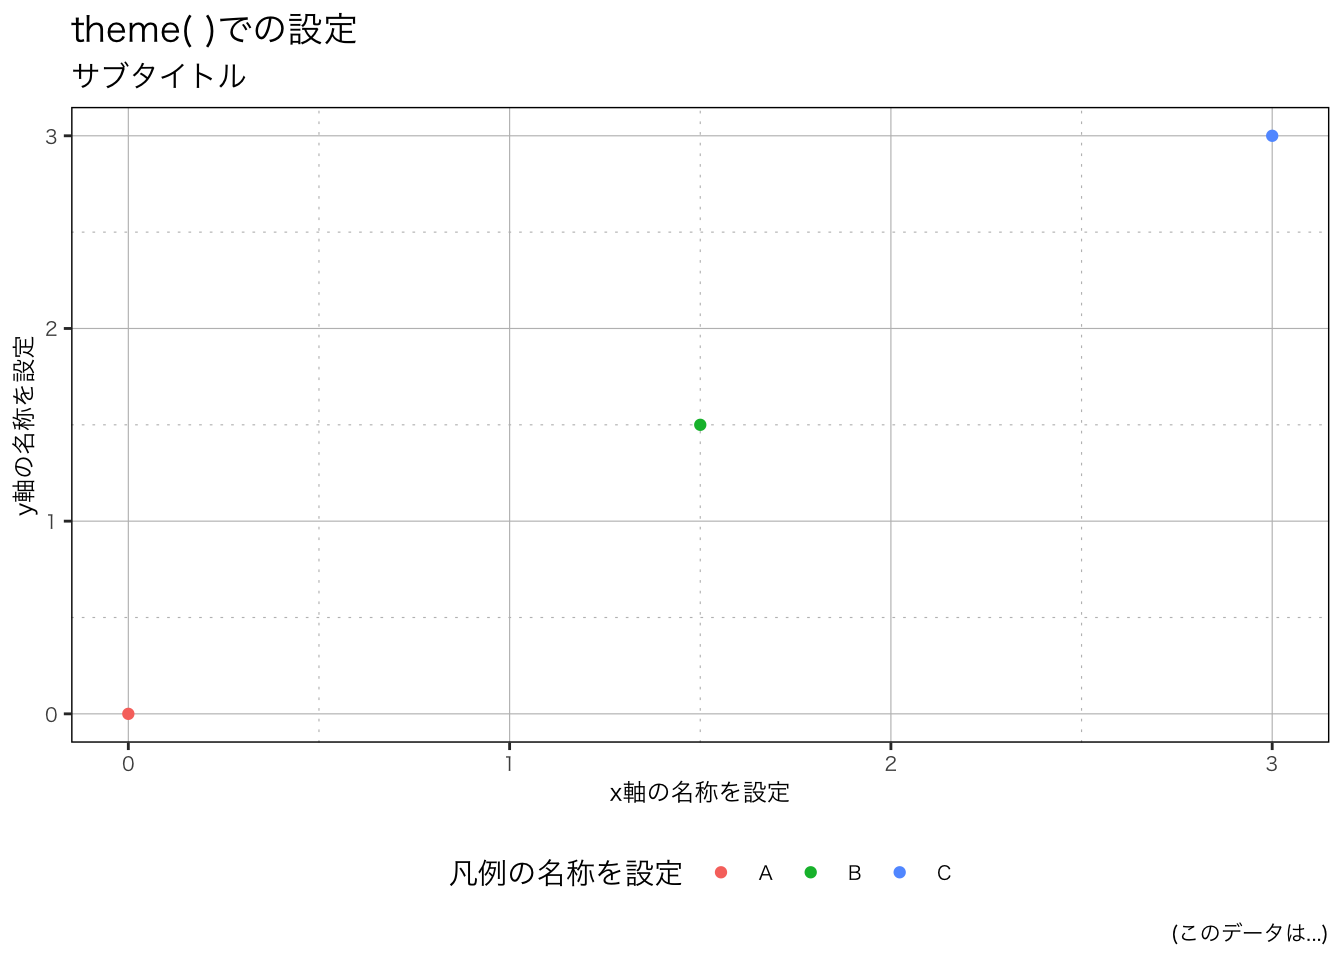 theme( )での設定
サブタイトル
3
2
1
0
y軸の名称を設定
0 1 2 3
x軸の名称を設定
凡例の名称を設定 A B C
(このデータは...)